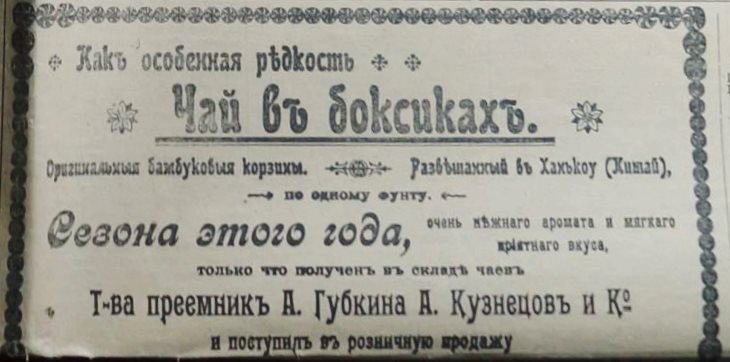 Какъ особенная рѣдкость
Чай въ боксикахъ.
Оригинальныя бамбуковыя корзины. Развѣшанный въ Ханькоу (Китай),
по одному фунту.
Сезона этого года, очень нѣжнаго аромата и мягкаго
пріятнаго вкуса,
только что полученъ въ складѣ чаевъ
Т-ва преемникъ А. Губкина А. Кузнецовъ и Ко
и поступилъ въ розничную продажу